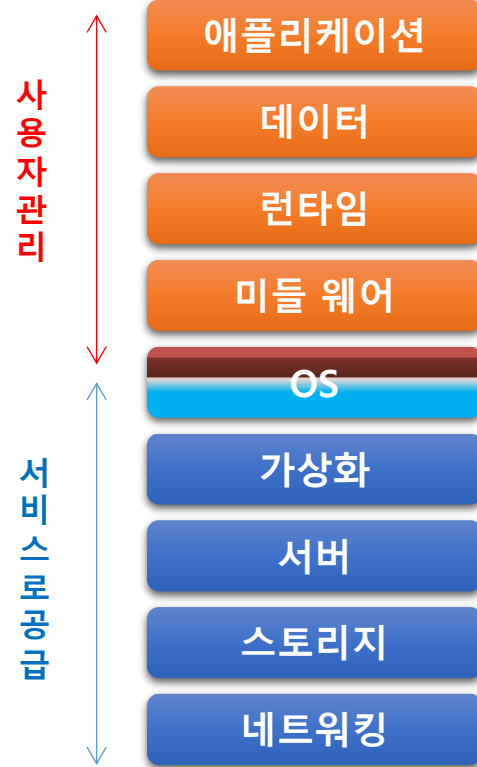 사용자관리
애플리케이션
데이터
런타임
미들 웨어
OS
서비스로공급
가상화
서버
스토리지
네트워킹